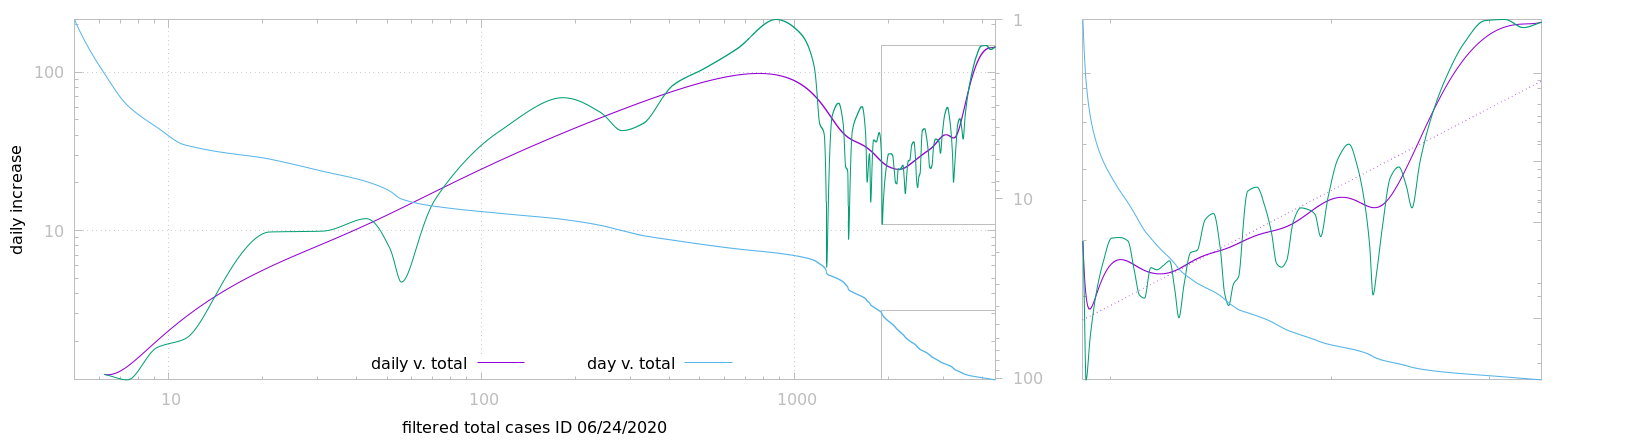 1
100
daily increase
10
10
daily v. total
day v. total
100
10
100
1000
filtered total cases ID 06/24/2020